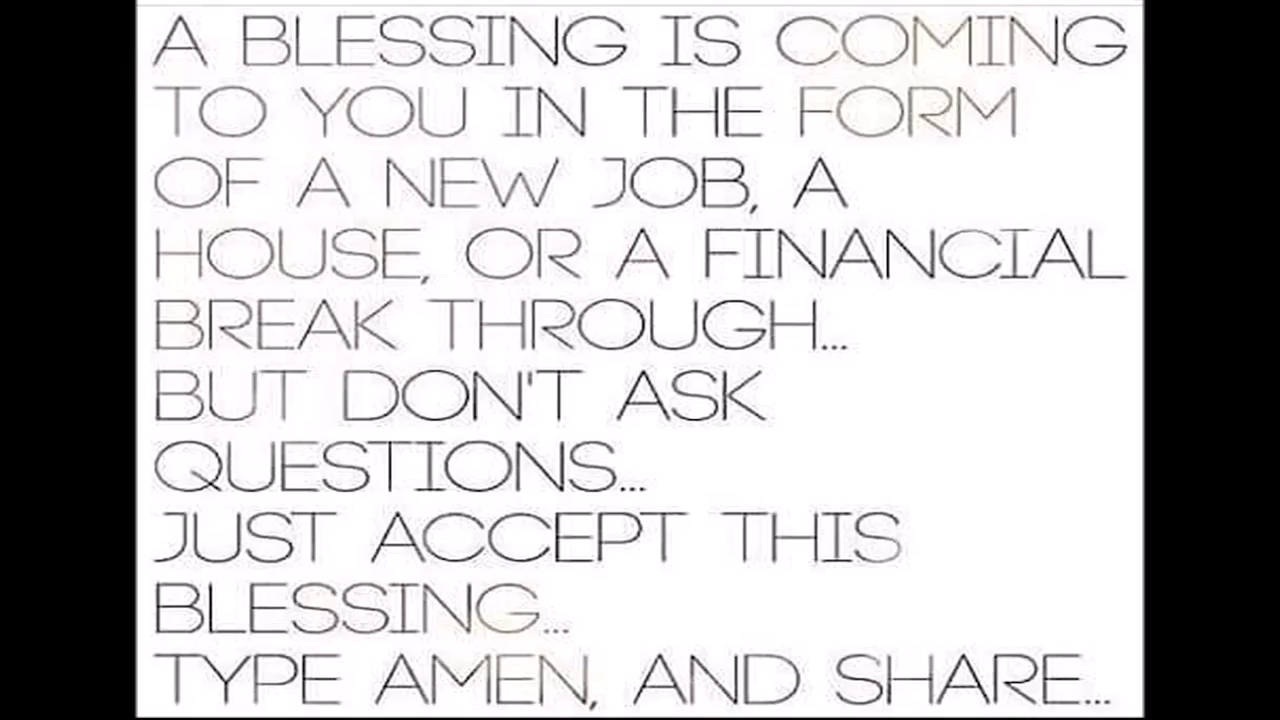 A BLESSING IS COMING
TO YOU IN THE FORM
OF A NEW JOB, A
HOUSE, OR A FINANCIAL
BREAK THROUGH...
BUT DON'T ASK
QUESTIONS...
JUST ACCEPT THIS
BLESSING...
TYPE AMEN, AND SHARE...